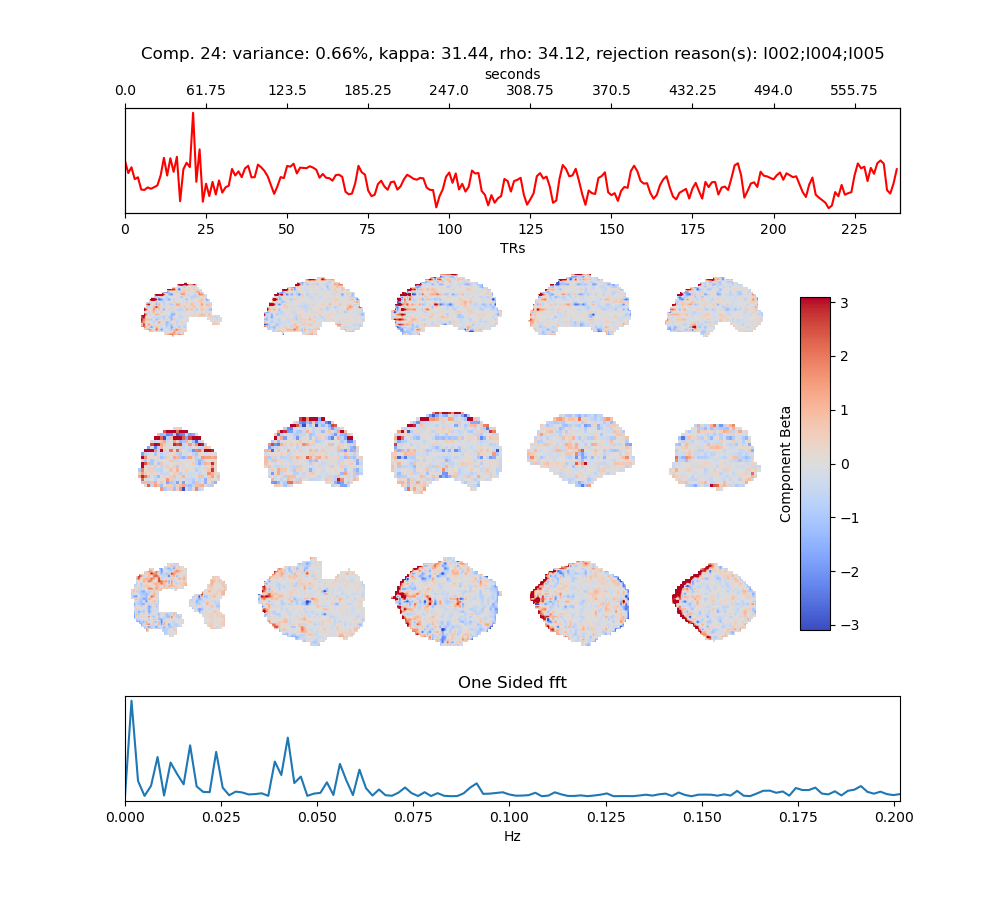 Comp. 24: variance: 0.66%, kappa: 31.44, rho: 34.12, rejection reason(s): I002;I004;I005
seconds
0.0 61.75 123.5 185.25 247.0 308.75 370.5 432.25 494.0 555.75
0 25 50 75 100 125 150 175 200 225
TRs
3
2
1
0
−1
−2
−3
Component Beta
One Sided fft
0.000 0.025 0.050 0.075 0.100 0.125 0.150 0.175 0.200
Hz